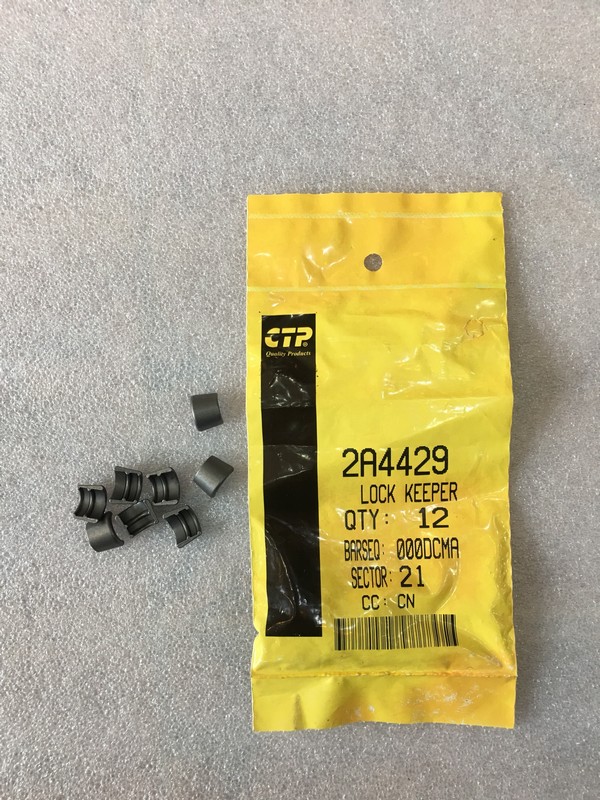 CTP®
Quality Products
2A4429
LOCK KEEPER
QTY: 12
BARSEQ: 000DCMA
SECTOR: 21
CC: CN